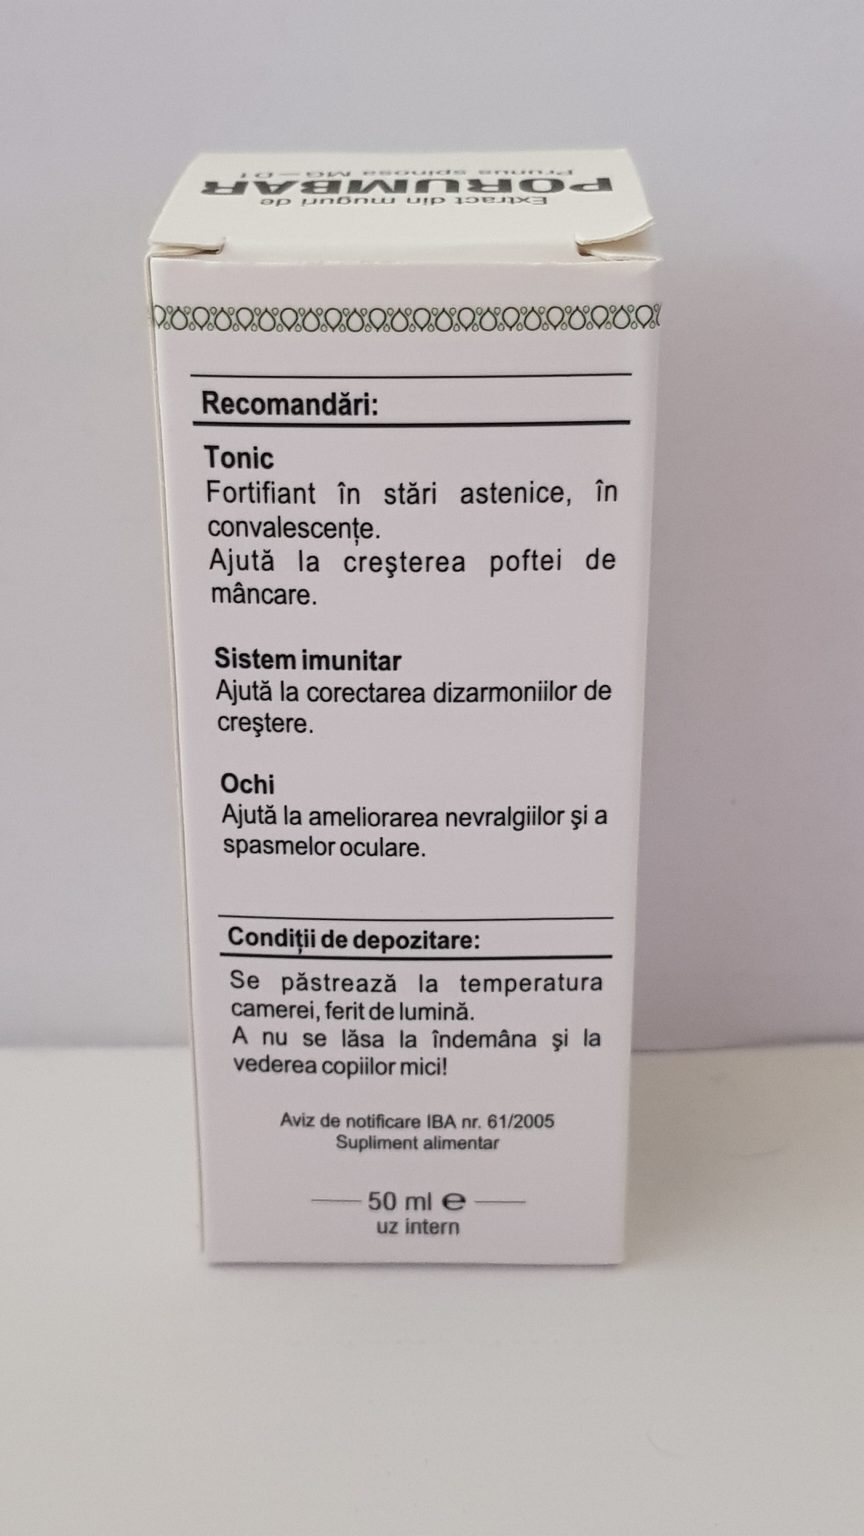 Extract din muguri de
PORUMBAR
Prunus spinosa MG–D1
Recomandări:
Tonic
Fortifiant în stări astenice, în
convalescențe.
Ajută la creşterea poftei de
mâncare.
Sistem imunitar
Ajută la corectarea dizarmoniilor de
creştere.
Ochi
Ajută la ameliorarea nevralgiilor şi a
spasmelor oculare.
Condiții de depozitare:
Se păstrează la temperatura
camerei, ferit de lumină.
A nu se lăsa la îndemâna şi la
vederea copiilor mici!
Aviz de notificare IBA nr. 61/2005
Supliment alimentar
50 ml ℮
uz intern